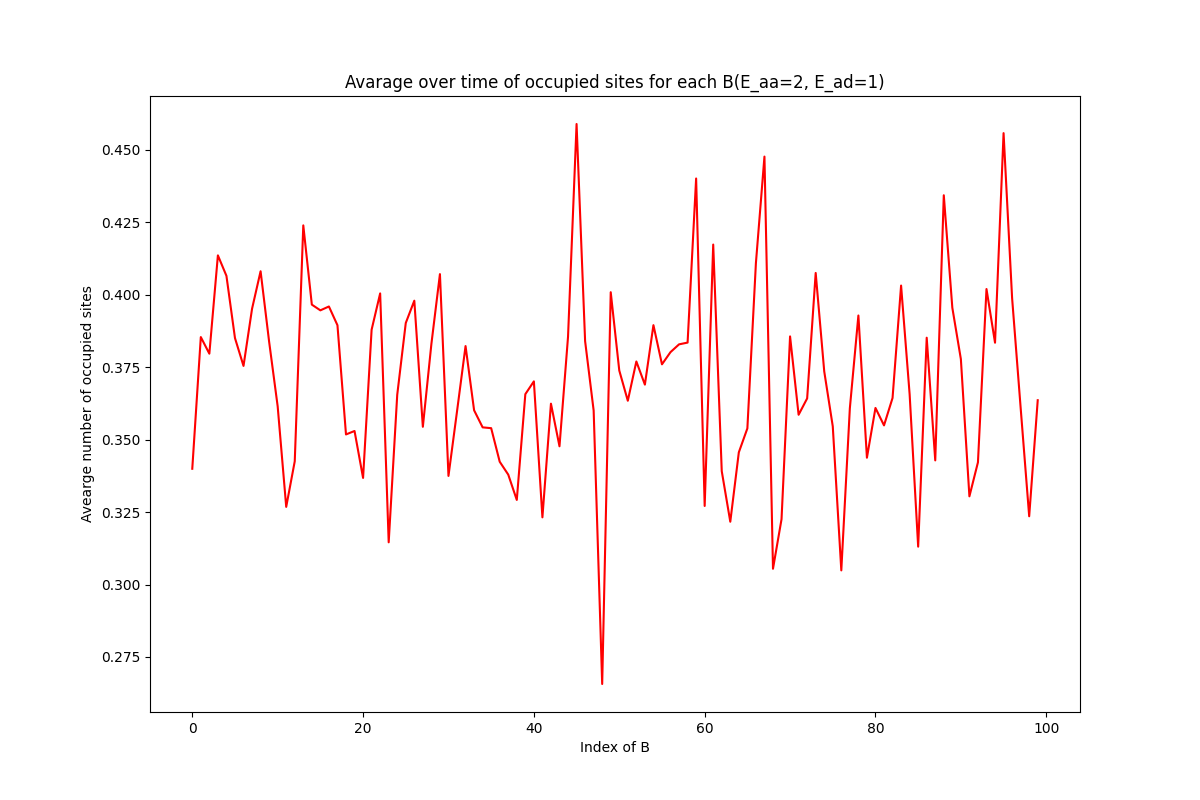 Avarage over time of occupied sites for each B(E_aa=2, E_ad=1)
Avearge number of occupied sites
0.450
0.425
0.400
0.375
0.350
0.325
0.300
0.275
0 20 40 60 80 100
Index of B